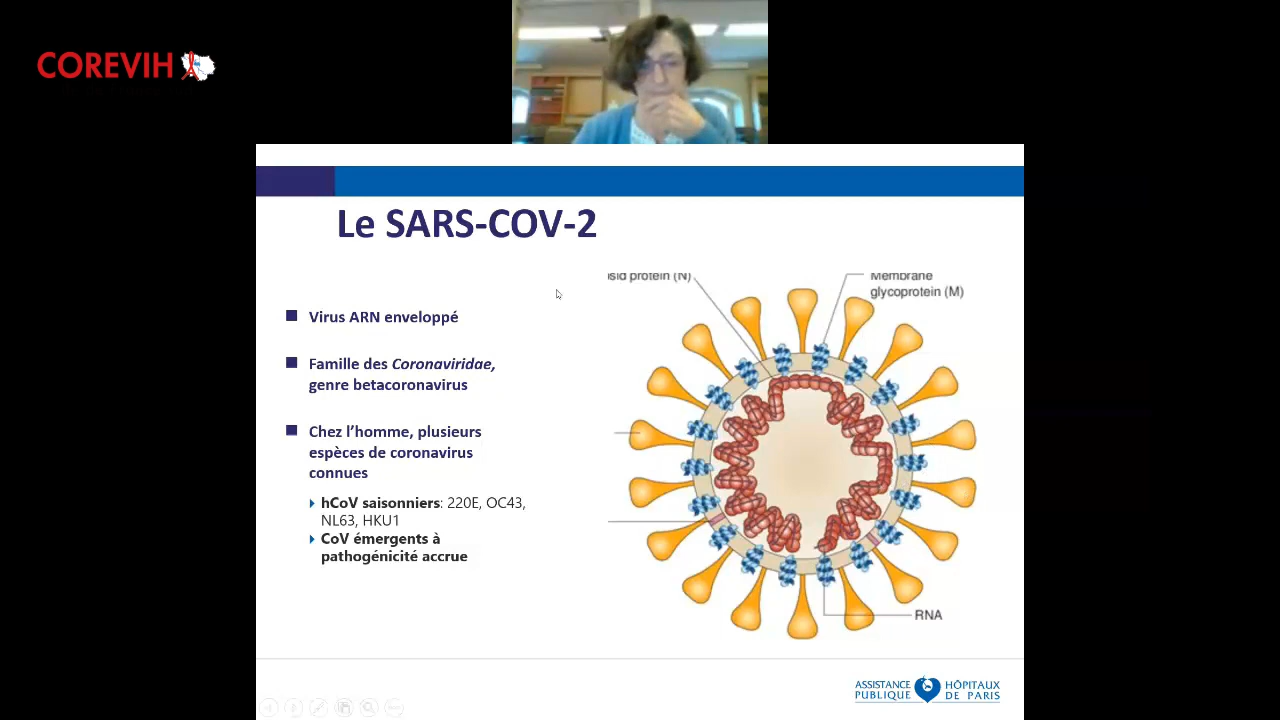 COREVIH
Le SARS-COV-2
sid protein (N)
Membrane
glycoprotein (M)
Virus ARN enveloppé
Famille des Coronaviridae,
genre betacoronavirus
Chez l'homme, plusieurs
espèces de coronavirus
connues
hCoV saisonniers: 220E, OC43,
NL63, HKU1
CoV émergents à
pathogénicité accrue
RNA
ASSISTANCE HÔPITAUX
PUBLIQUE DE PARIS